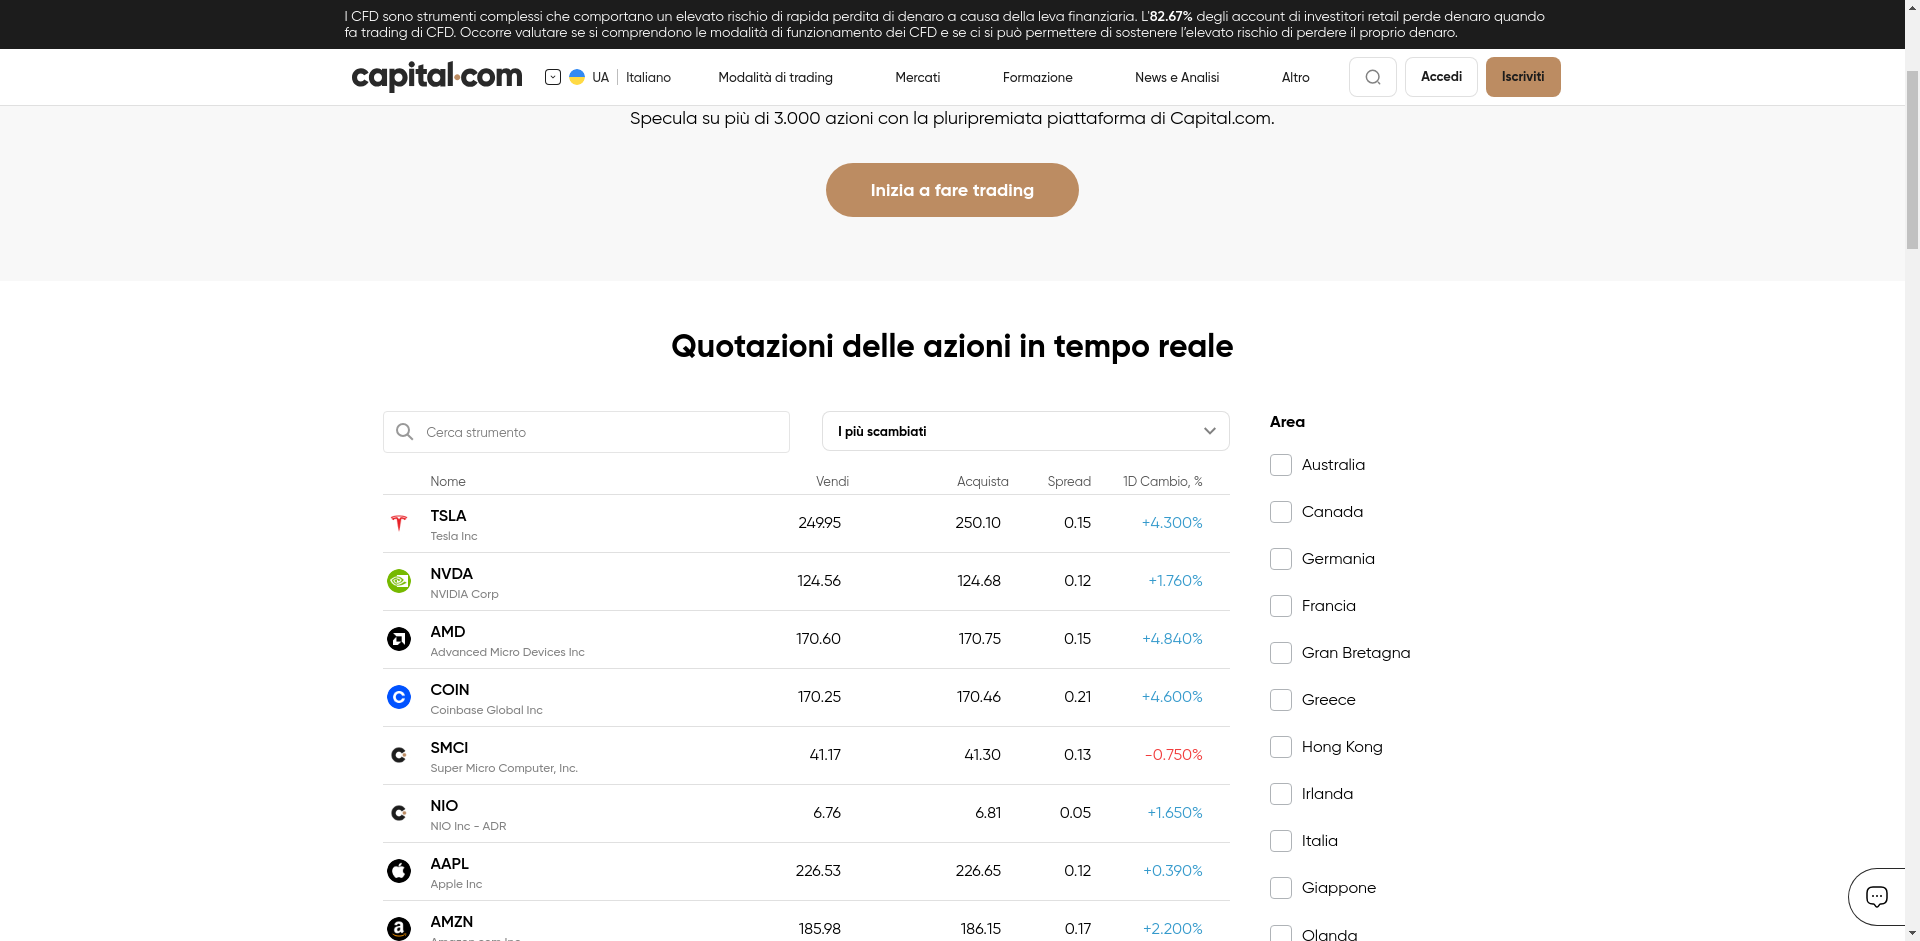 I CFD sono strumenti complessi che comportano un elevato rischio di rapida perdita di denaro a causa della leva finanziaria. L'82.67% degli account di investitori retail perde denaro quando
fa trading di CFD. Occorre valutare se si comprendono le modalità di funzionamento dei CFD e se ci si può permettere di sostenere l'elevato rischio di perdere il proprio denaro.
capital.com UA Italiano Modalità di trading Mercati Formazione News e Analisi Altro Accedi Iscriviti
Specula su più di 3.000 azioni con la pluripremiata piattaforma di Capital.com.
Inizia a fare trading
Quotazioni delle azioni in tempo reale
Cerca strumento
I più scambiati
Nome Vendi Acquista Spread 1D Cambio, %
TSLA 249.95 250.10 0.15 +4.300%
Tesla Inc
NVDA 124.56 124.68 0.12 +1.760%
NVIDIA Corp
AMD 170.60 170.75 0.15 +4.840%
Advanced Micro Devices Inc
COIN 170.25 170.46 0.21 +4.600%
Coinbase Global Inc
SMCI 41.17 41.30 0.13 -0.750%
Super Micro Computer, Inc.
NIO 6.76 6.81 0.05 +1.650%
NIO Inc - ADR
AAPL 226.53 226.65 0.12 +0.390%
Apple Inc
AMZN 185.98 186.15 0.17 +2.200%
Amazon.com Inc
Area
Australia
Canada
Germania
Francia
Gran Bretagna
Greece
Hong Kong
Irlanda
Italia
Giappone
Olanda